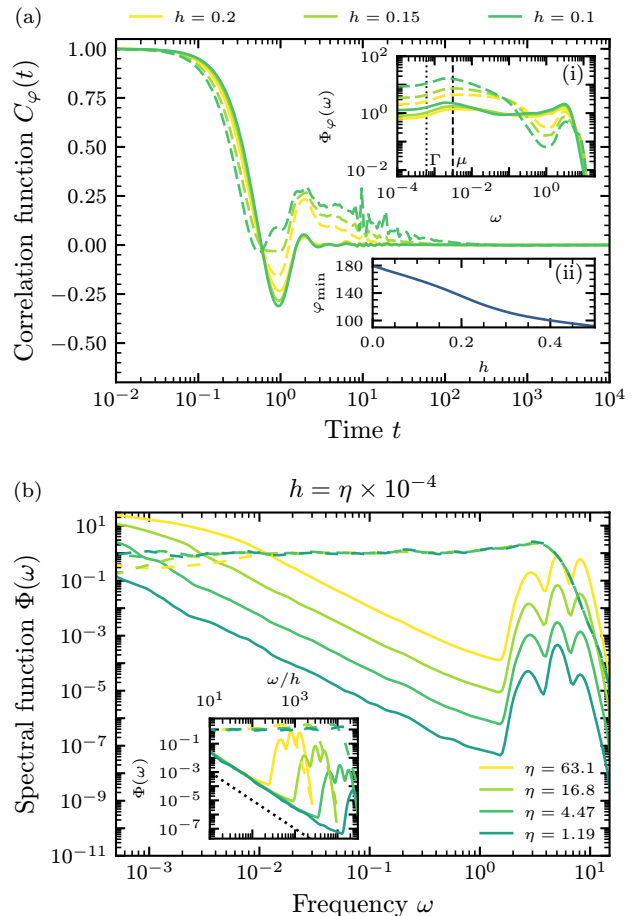 (a)
h = 0.2
h = 0.15
h = 0.1
Correlation function C_φ(t)
1.00
0.75
0.50
0.25
0.00
−0.25
−0.50
10^−2
10^−1
10^0
10^1
10^2
10^3
10^4
Time t
(i)
Φ_φ(ω)
10^2
10^0
10^−2
Γ
μ
10^−4
10^−2
10^0
ω
(ii)
φ_min
180
140
100
0.0
0.2
0.4
h
(b)
h = η × 10^−4
Spectral function Φ(ω)
10^1
10^−1
10^−3
10^−5
10^−7
10^−9
10^−11
10^−3
10^−2
10^−1
10^0
10^1
Frequency ω
ω/h
10^1
10^3
Φ(ω)
10^−1
10^−3
10^−5
10^−7
η = 63.1
η = 16.8
η = 4.47
η = 1.19